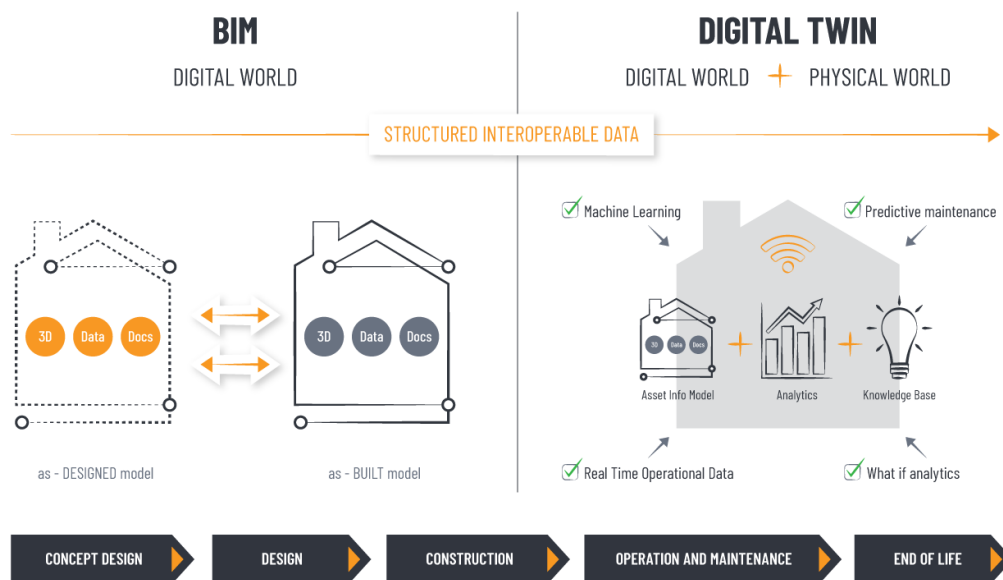 BIM
DIGITAL WORLD
DIGITAL TWIN
DIGITAL WORLD + PHYSICAL WORLD
STRUCTURED INTEROPERABLE DATA
3D Data Docs
as - DESIGNED model
3D Data Docs
as - BUILT model
Machine Learning
Predictive maintenance
3D Data Docs
Asset Info Model
+
Analytics
+
Knowledge Base
Real Time Operational Data
What if analytics
CONCEPT DESIGN
DESIGN
CONSTRUCTION
OPERATION AND MAINTENANCE
END OF LIFE